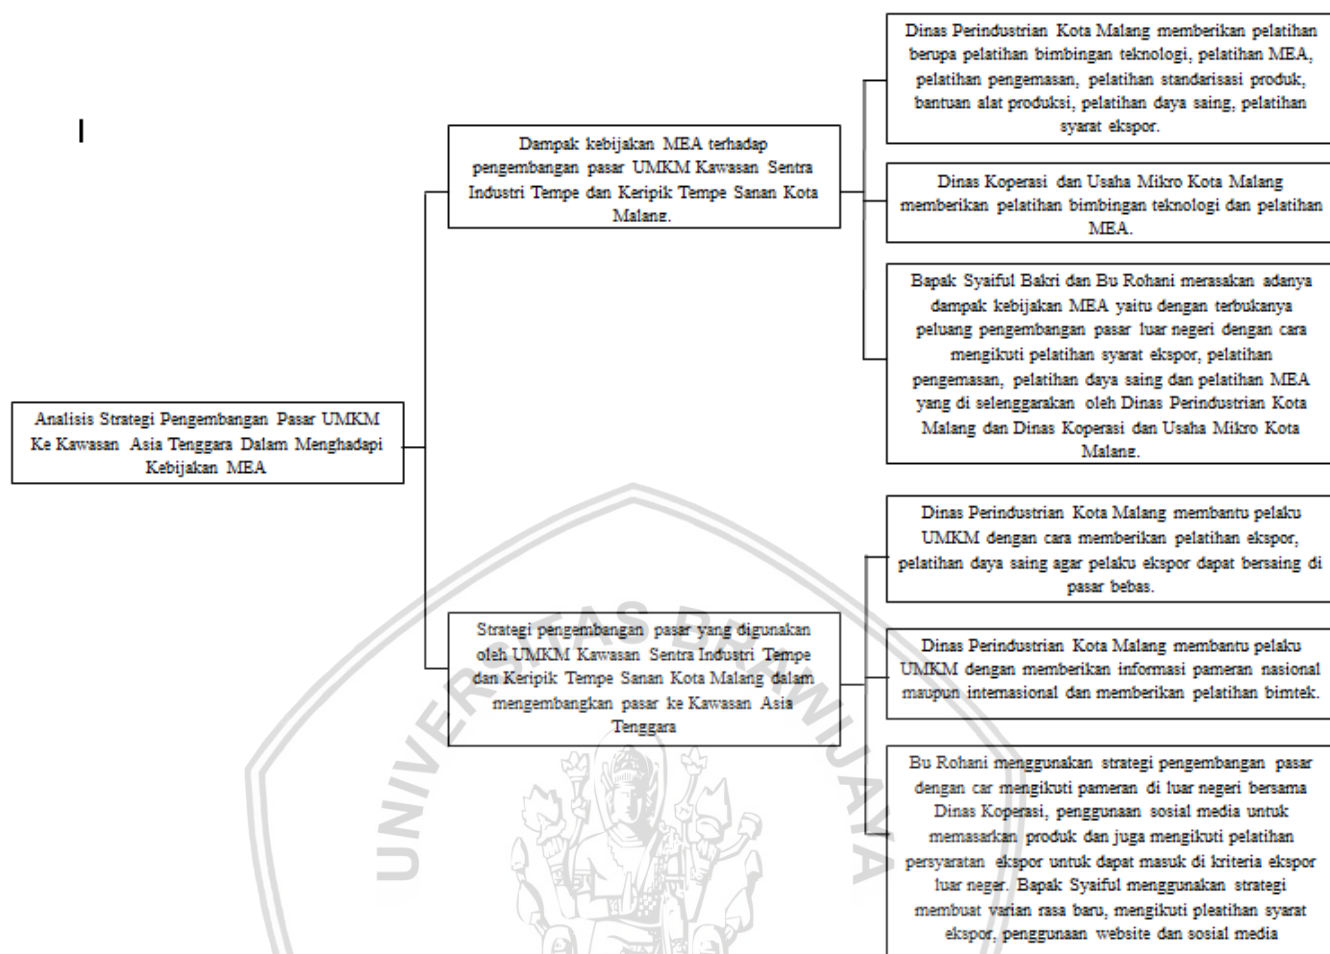 Dinas Perindustrian Kota Malang memberikan pelatihan
berupa pelatihan bimbingan teknologi, pelatihan MEA,
pelatihan pengemasan, pelatihan standarisasi produk,
bantuan alat produksi, pelatihan daya saing, pelatihan
syarat ekspor.
Dampak kebijakan MEA terhadap
pengembangan pasar UMKM Kawasan Sentra
Industri Tempe dan Keripik Tempe Sanan Kota
Malang.
Dinas Koperasi dan Usaha Mikro Kota Malang
memberikan pelatihan bimbingan teknologi dan pelatihan
MEA.
Bapak Syaiful Bakri dan Bu Rohani merasakan adanya
dampak kebijakan MEA yaitu dengan terbukanya
peluang pengembangan pasar luar negeri dengan cara
mengikuti pelatihan syarat ekspor, pelatihan
pengemasan, pelatihan daya saing dan pelatihan MEA
yang di selenggarakan oleh Dinas Perindustrian Kota
Malang dan Dinas Koperasi dan Usaha Mikro Kota
Malang.
Analisis Strategi Pengembangan Pasar UMKM
Ke Kawasan Asia Tenggara Dalam Menghadapi
Kebijakan MEA
Dinas Perindustrian Kota Malang membantu pelaku
UMKM dengan cara memberikan pelatihan ekspor,
pelatihan daya saing agar pelaku ekspor dapat bersaing di
pasar bebas.
Strategi pengembangan pasar yang digunakan
oleh UMKM Kawasan Sentra Industri Tempe
dan Keripik Tempe Sanan Kota Malang dalam
mengembangkan pasar ke Kawasan Asia
Tenggara
Dinas Perindustrian Kota Malang membantu pelaku
UMKM dengan memberikan informasi pameran nasional
maupun internasional dan memberikan pelatihan bimtek.
Bu Rohani menggunakan strategi pengembangan pasar
dengan car mengikuti pameran di luar negeri bersama
Dinas Koperasi, penggunaan sosial media untuk
memasarkan produk dan juga mengikuti pelatihan
persyaratan ekspor untuk dapat masuk di kriteria ekspor
luar neger. Bapak Syaiful menggunakan strategi
membuat varian rasa baru, mengikuti pleatihan syarat
ekspor, penggunaan website dan sosial media
UNIVERSITAS BRAWIJAYA